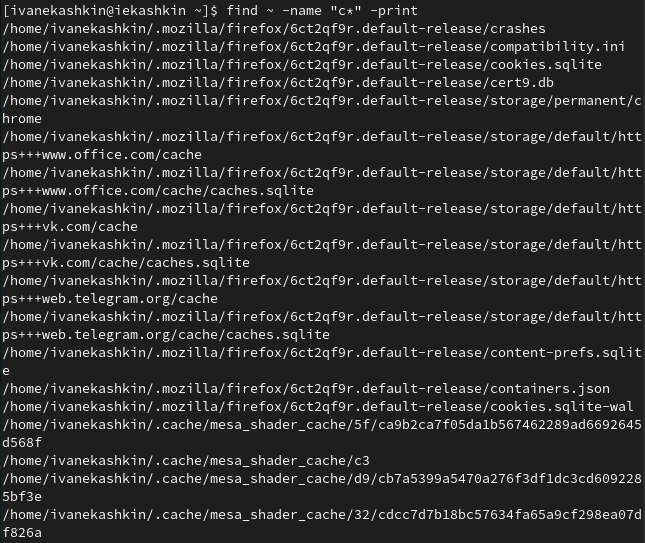 [ivanekashkin@iekashkin ~]$ find ~ -name "c*" -print
/home/ivanekashkin/.mozilla/firefox/6ct2qf9r.default-release/crashes
/home/ivanekashkin/.mozilla/firefox/6ct2qf9r.default-release/compatibility.ini
/home/ivanekashkin/.mozilla/firefox/6ct2qf9r.default-release/cookies.sqlite
/home/ivanekashkin/.mozilla/firefox/6ct2qf9r.default-release/cert9.db
/home/ivanekashkin/.mozilla/firefox/6ct2qf9r.default-release/storage/permanent/c
hrome
/home/ivanekashkin/.mozilla/firefox/6ct2qf9r.default-release/storage/default/htt
ps+++www.office.com/cache
/home/ivanekashkin/.mozilla/firefox/6ct2qf9r.default-release/storage/default/htt
ps+++www.office.com/cache/caches.sqlite
/home/ivanekashkin/.mozilla/firefox/6ct2qf9r.default-release/storage/default/htt
ps+++vk.com/cache
/home/ivanekashkin/.mozilla/firefox/6ct2qf9r.default-release/storage/default/htt
ps+++vk.com/cache/caches.sqlite
/home/ivanekashkin/.mozilla/firefox/6ct2qf9r.default-release/storage/default/htt
ps+++web.telegram.org/cache
/home/ivanekashkin/.mozilla/firefox/6ct2qf9r.default-release/storage/default/htt
ps+++web.telegram.org/cache/caches.sqlite
/home/ivanekashkin/.mozilla/firefox/6ct2qf9r.default-release/content-prefs.sqlit
e
/home/ivanekashkin/.mozilla/firefox/6ct2qf9r.default-release/containers.json
/home/ivanekashkin/.mozilla/firefox/6ct2qf9r.default-release/cookies.sqlite-wal
/home/ivanekashkin/.cache/mesa_shader_cache/5f/ca9b2ca7f05da1b567462289ad6692645
d568f
/home/ivanekashkin/.cache/mesa_shader_cache/c3
/home/ivanekashkin/.cache/mesa_shader_cache/d9/cb7a5399a5470a276f3df1dc3cd609228
5bf3e
/home/ivanekashkin/.cache/mesa_shader_cache/32/cdcc7d7b18bc57634fa65a9cf298ea07d
f826a